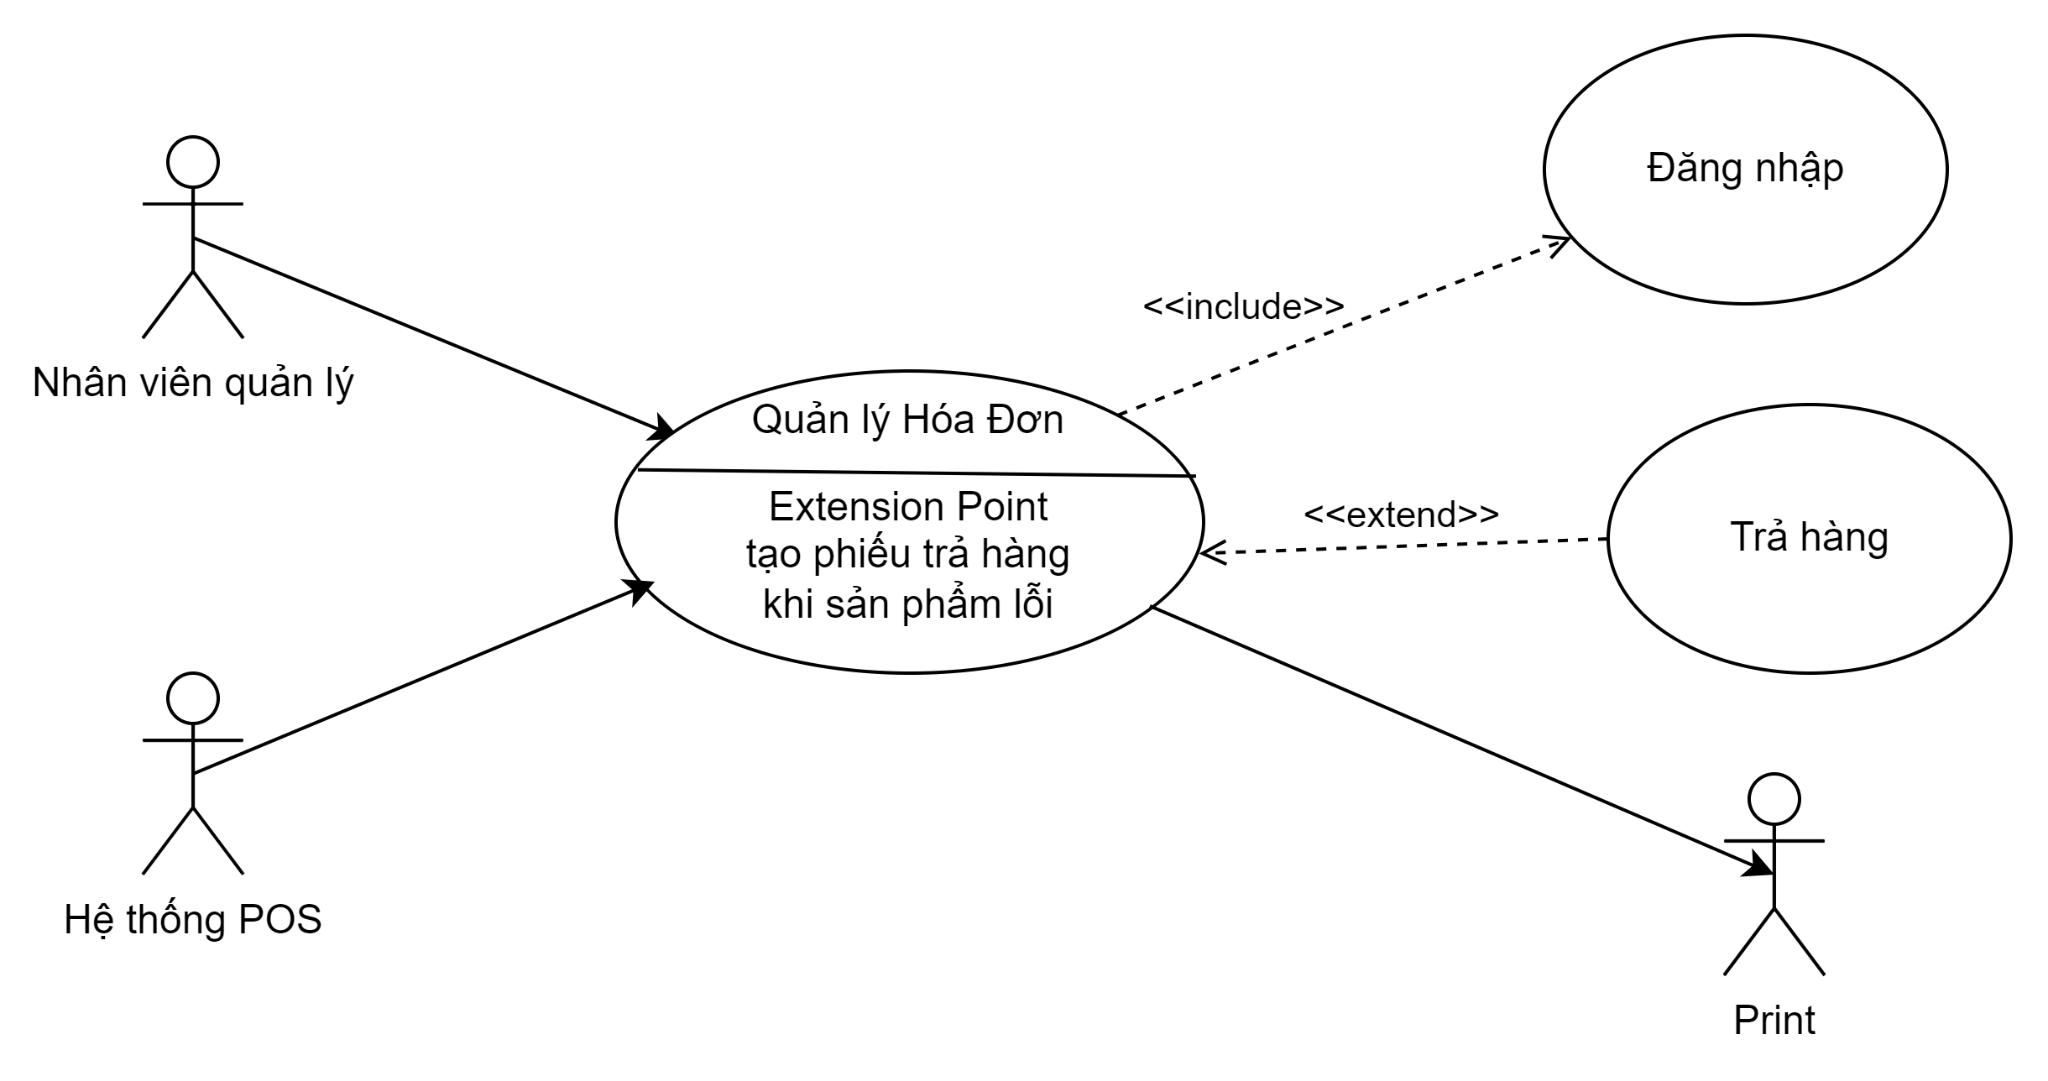 Đăng nhập
<<include>>
Nhân viên quản lý
Quản lý Hóa Đơn
Extension Point
tạo phiếu trả hàng
khi sản phẩm lỗi
<<extend>>
Trả hàng
Hệ thống POS
Print